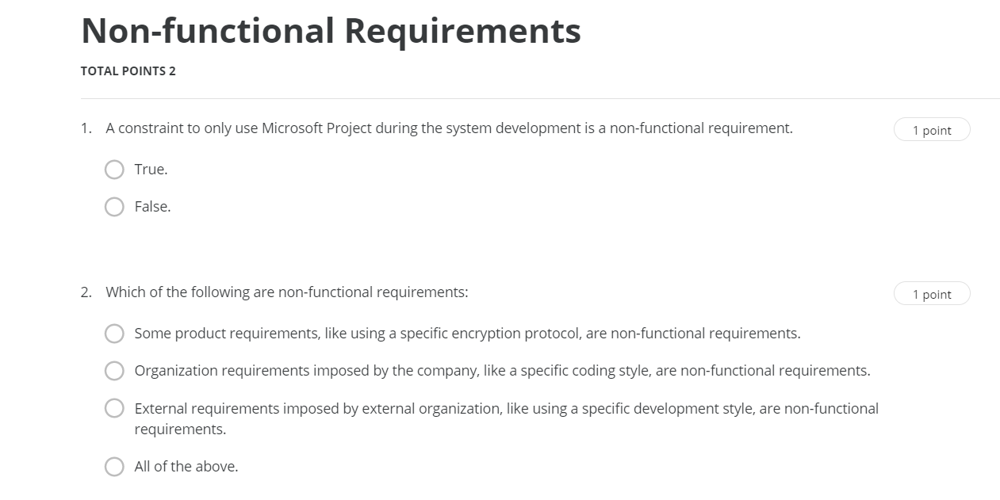 Non-functional Requirements
TOTAL POINTS 2
1. A constraint to only use Microsoft Project during the system development is a non-functional requirement.
1 point
True.
False.
2. Which of the following are non-functional requirements:
1 point
Some product requirements, like using a specific encryption protocol, are non-functional requirements.
Organization requirements imposed by the company, like a specific coding style, are non-functional requirements.
External requirements imposed by external organization, like using a specific development style, are non-functional
requirements.
All of the above.